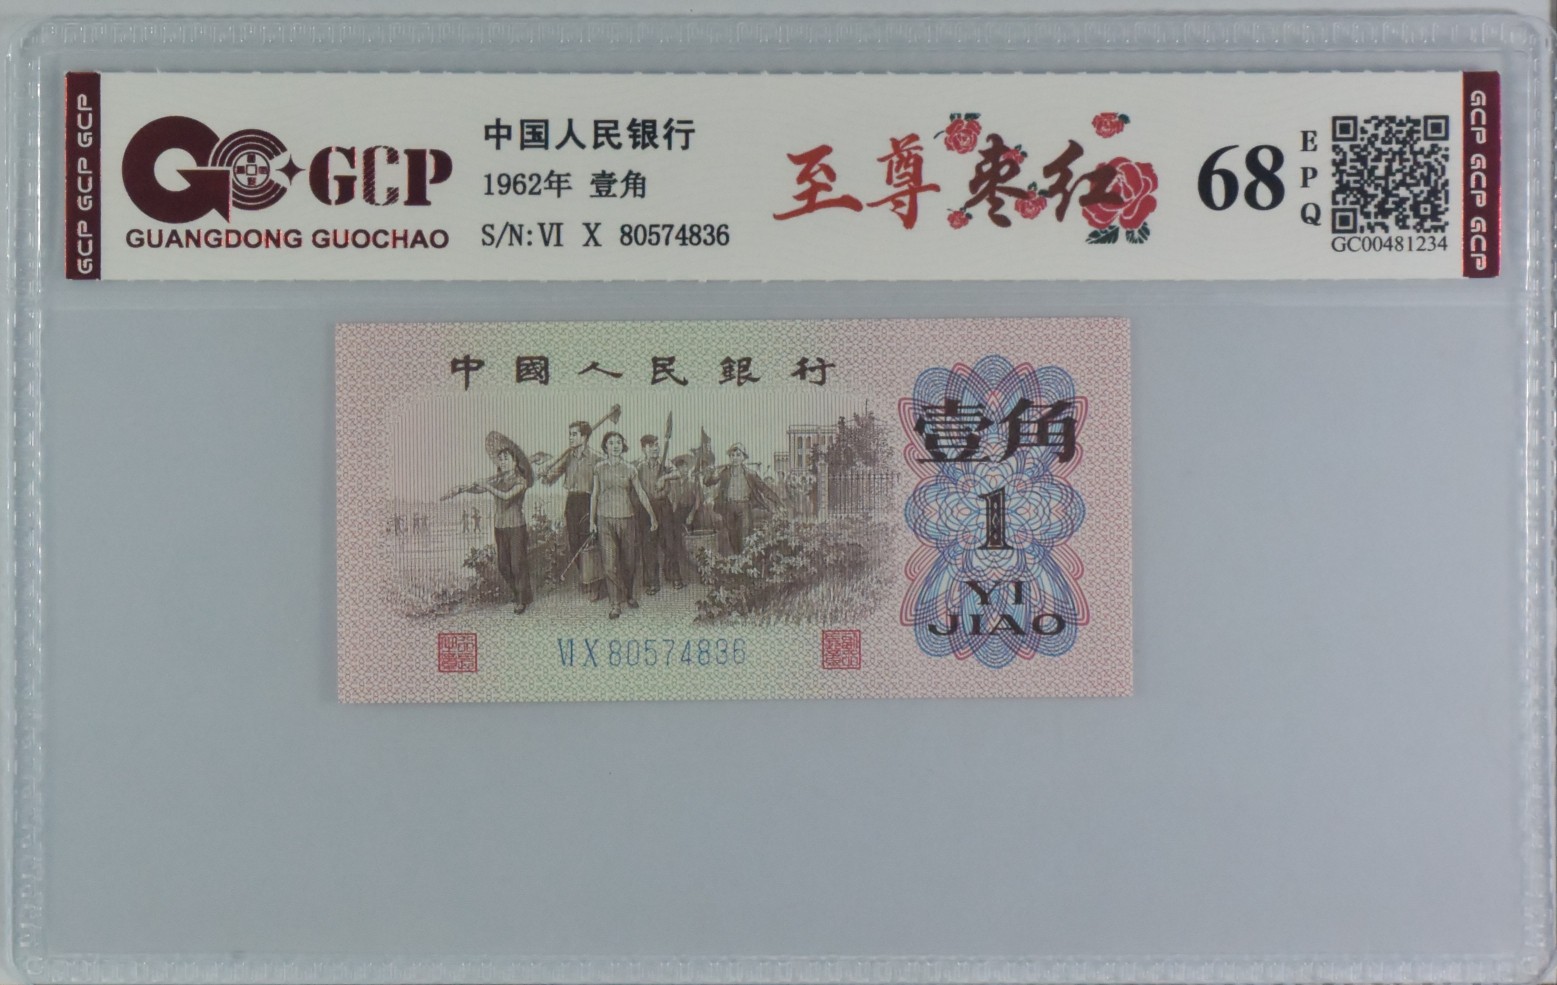 GCP GCP GCP
GCP
GUANGDONG GUOCHAO
中国人民银行
1962年 壹角
S/N:Ⅵ X 80574836
至尊枣红
68
EPQ
GC00481234
GCP GCP GCP
中國人民銀行
壹角
1
YI
JIAO
ⅥX80574836